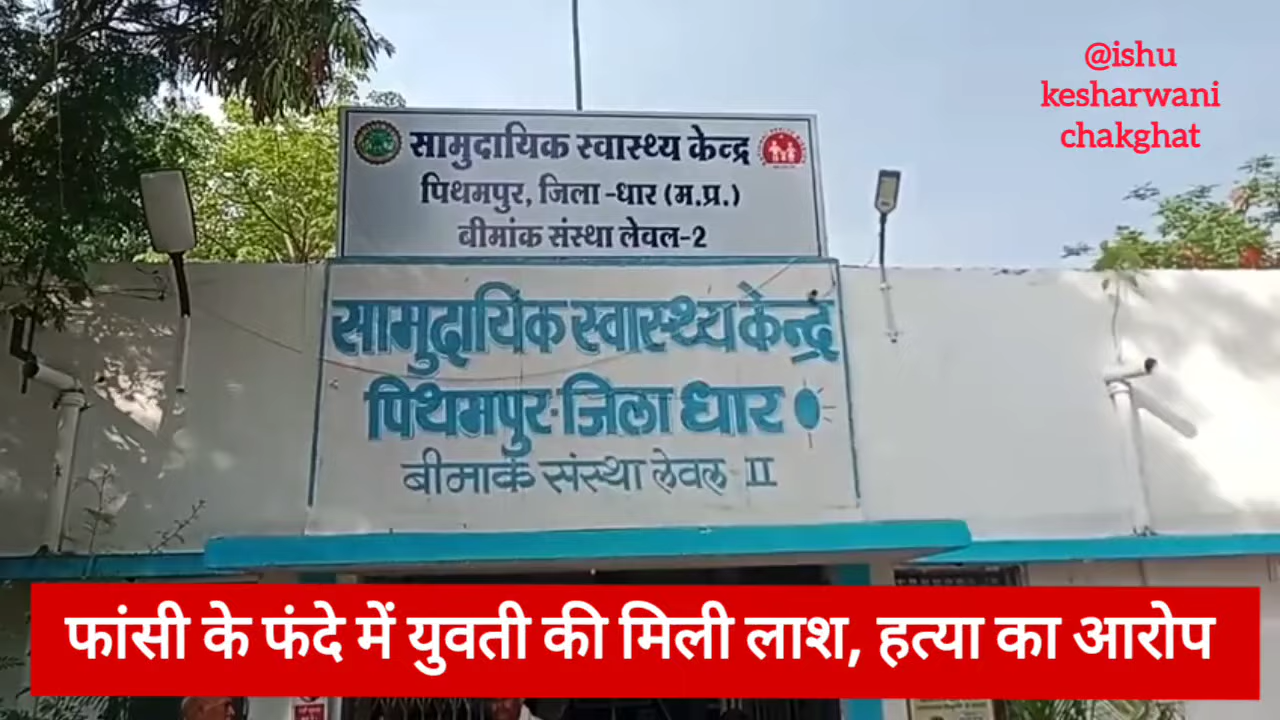 @ishu
kesharwani
chakghat
सामुदायिक स्वास्थ्य केन्द्र
पिथमपुर, जिला -धार (म.प्र.)
बीमांक संस्था लेवल-2
सामुदायिक स्वास्थ्य केन्द्र
पिथमपुर-जिला धार
बीमाक संस्था लेवल-II
फांसी के फंदे में युवती की मिली लाश, हत्या का आरोप